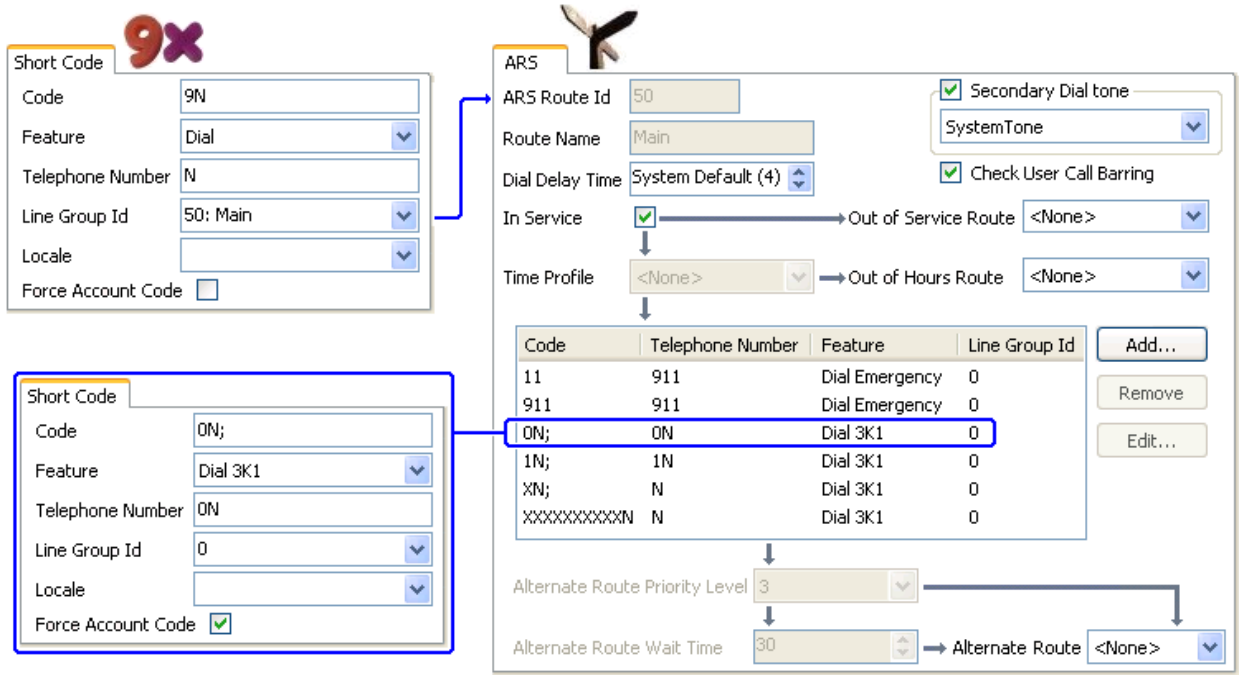 9x
Short Code
Code 9N
Feature Dial
Telephone Number N
Line Group Id 50: Main
Locale
Force Account Code
ARS
ARS Route Id 50
Secondary Dial tone
SystemTone
Route Name Main
Dial Delay Time System Default (4)
Check User Call Barring
In Service
Out of Service Route <None>
Time Profile <None>
Out of Hours Route <None>
Code Telephone Number Feature Line Group Id
11 911 Dial Emergency 0
911 911 Dial Emergency 0
0N; 0N Dial 3K1 0
1N; 1N Dial 3K1 0
XN; N Dial 3K1 0
XXXXXXXXXXN N Dial 3K1 0
Add...
Remove
Edit...
Alternate Route Priority Level 3
Alternate Route Wait Time 30
Alternate Route <None>
Short Code
Code 0N;
Feature Dial 3K1
Telephone Number 0N
Line Group Id 0
Locale
Force Account Code